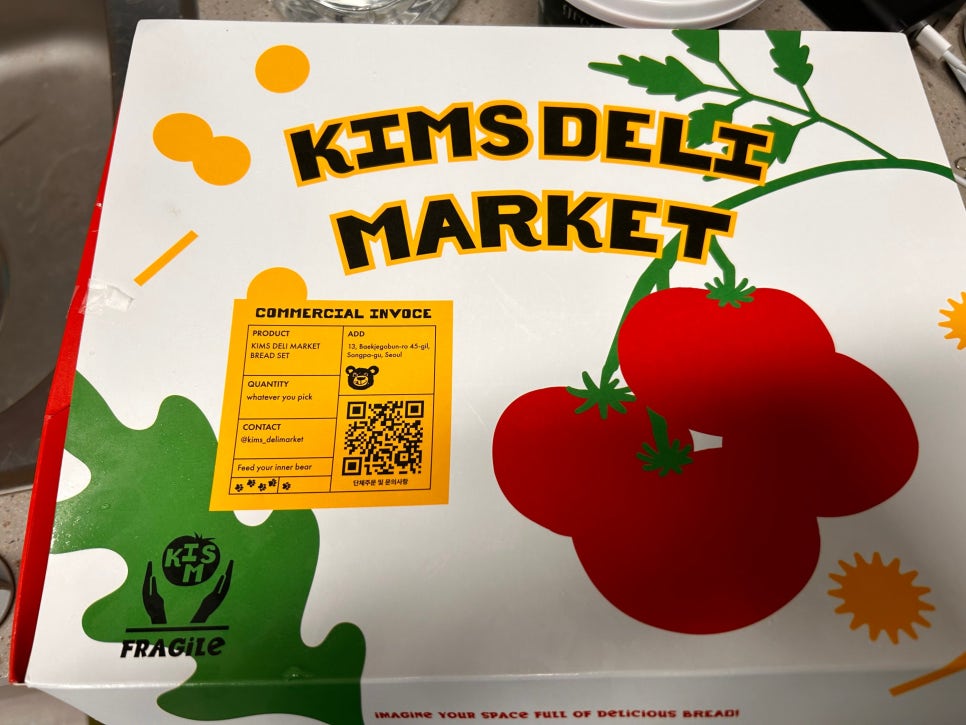 KIMS DELI
MARKET
COMMERCIAL INVOCE
PRODUCT
KIMS DELI MARKET
BREAD SET
QUANTITY
whatever you pick
CONTACT
@kims_delimarket
Feed your inner bear
ADD
13, Baekjegobun-ro 45-gil,
Songpa-gu, Seoul
단체주문 및 문의사항
KIS
M
FRAGiLe
IMAGINE YOUR SPACE FULL OF DELICIOUS BREAD!